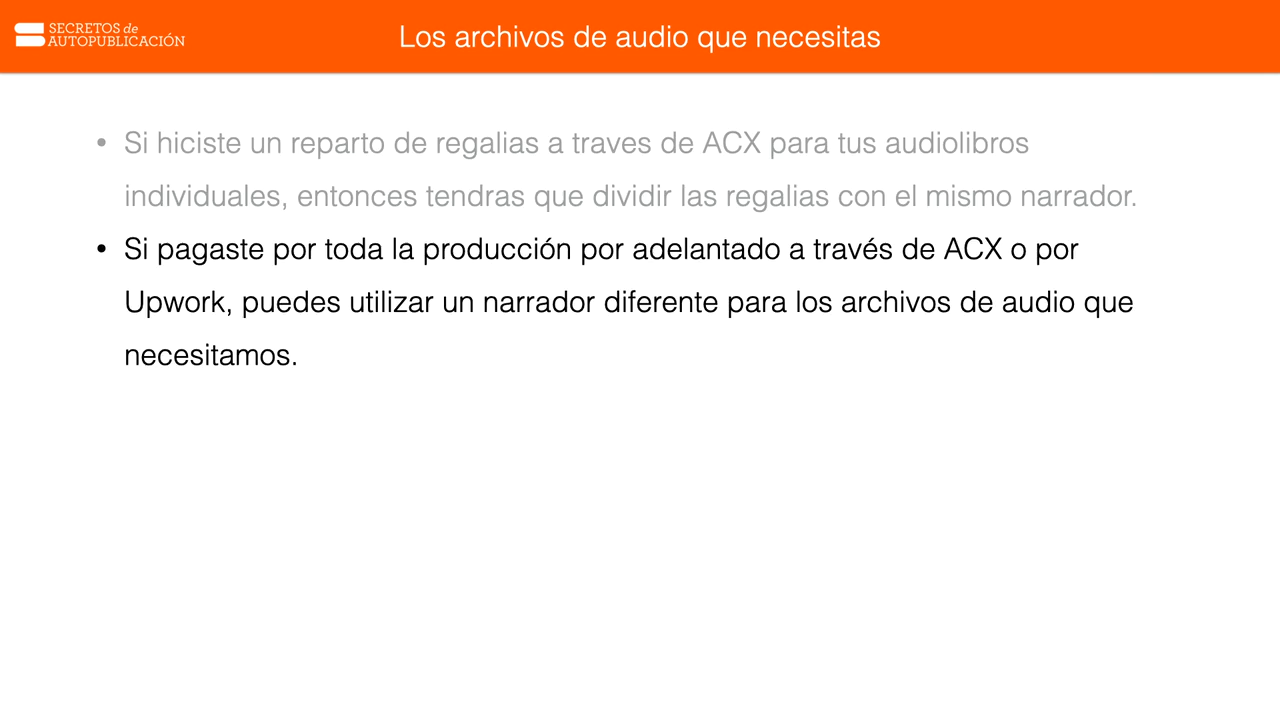 SECRETOS de
AUTOPUBLICACIÓN
Los archivos de audio que necesitas
• Si hiciste un reparto de regalias a traves de ACX para tus audiolibros
individuales, entonces tendras que dividir las regalias con el mismo narrador.
• Si pagaste por toda la producción por adelantado a través de ACX o por
Upwork, puedes utilizar un narrador diferente para los archivos de audio que
necesitamos.